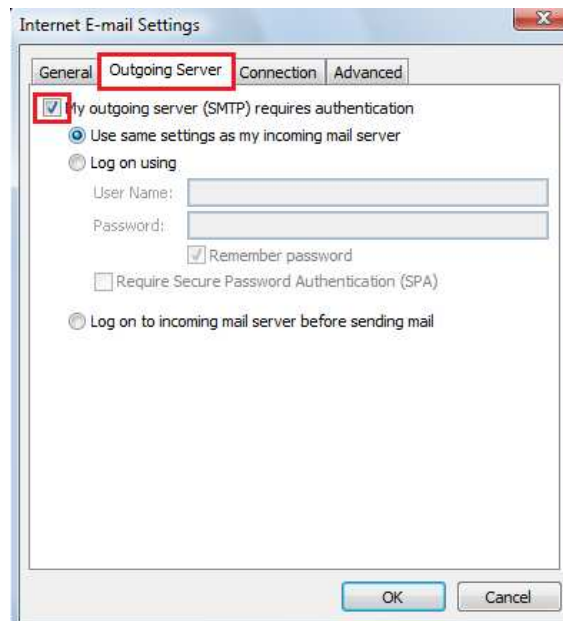 Internet E-mail Settings
General Outgoing Server Connection Advanced
My outgoing server (SMTP) requires authentication
Use same settings as my incoming mail server
Log on using
User Name:
Password:
Remember password
Require Secure Password Authentication (SPA)
Log on to incoming mail server before sending mail
OK Cancel